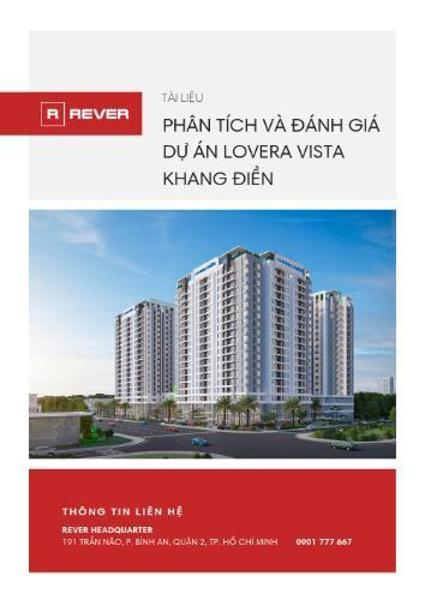 R REVER
TÀI LIỆU
PHÂN TÍCH VÀ ĐÁNH GIÁ
DỰ ÁN LOVERA VISTA
KHANG ĐIỀN
THÔNG TIN LIÊN HỆ
REVER HEADQUARTER
191 TRẦN NÃO, P. BÌNH AN, QUẬN 2, TP. HỒ CHÍ MINH 0901 777 667